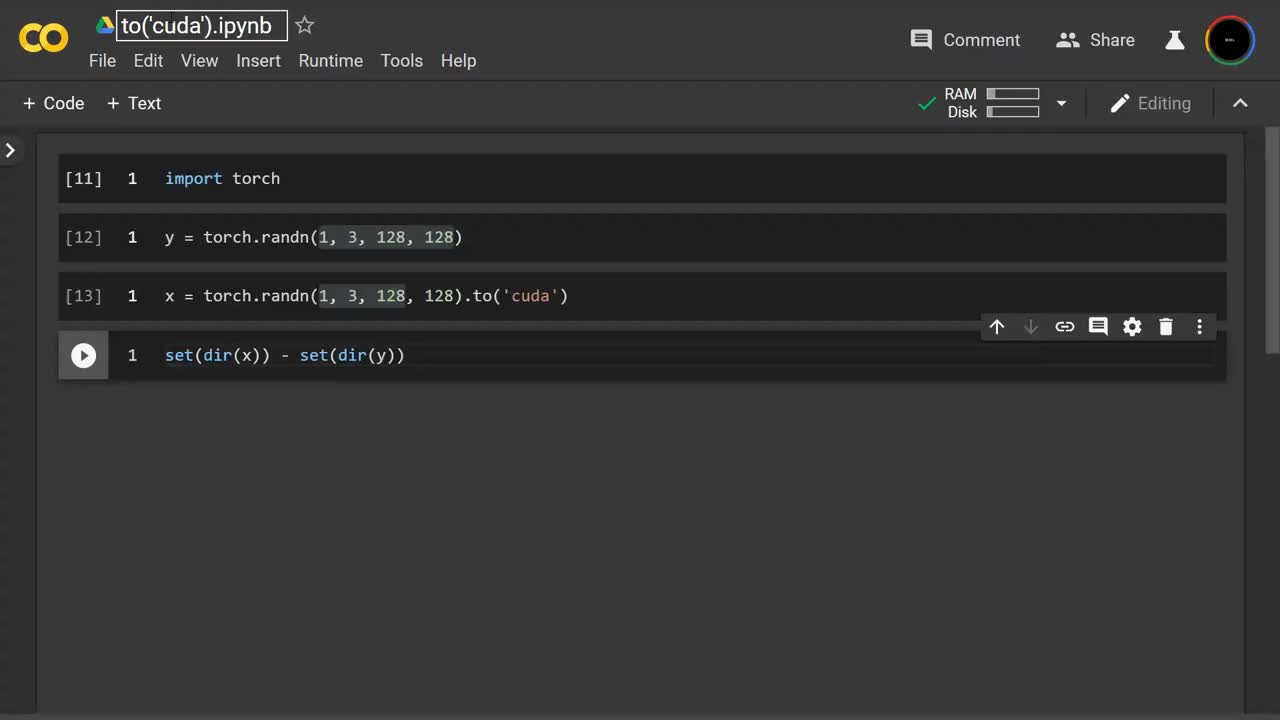 to('cuda').ipynb
File Edit View Insert Runtime Tools Help
Comment Share
+ Code + Text
RAM
Disk
Editing
[11] 1 import torch
[12] 1 y = torch.randn(1, 3, 128, 128)
[13] 1 x = torch.randn(1, 3, 128, 128).to('cuda')
1 set(dir(x)) - set(dir(y))